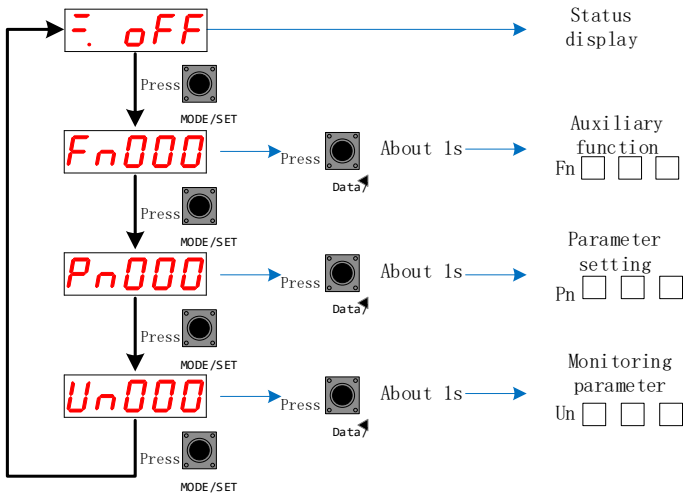 =. oFF
Status
display
Press
MODE/SET
Fn000
Press
Data/◀
About 1s
Auxiliary
function
Fn □ □ □
Press
MODE/SET
Pn000
Press
Data/◀
About 1s
Parameter
setting
Pn □ □ □
Press
MODE/SET
Un000
Press
Data/◀
About 1s
Monitoring
parameter
Un □ □ □
Press
MODE/SET